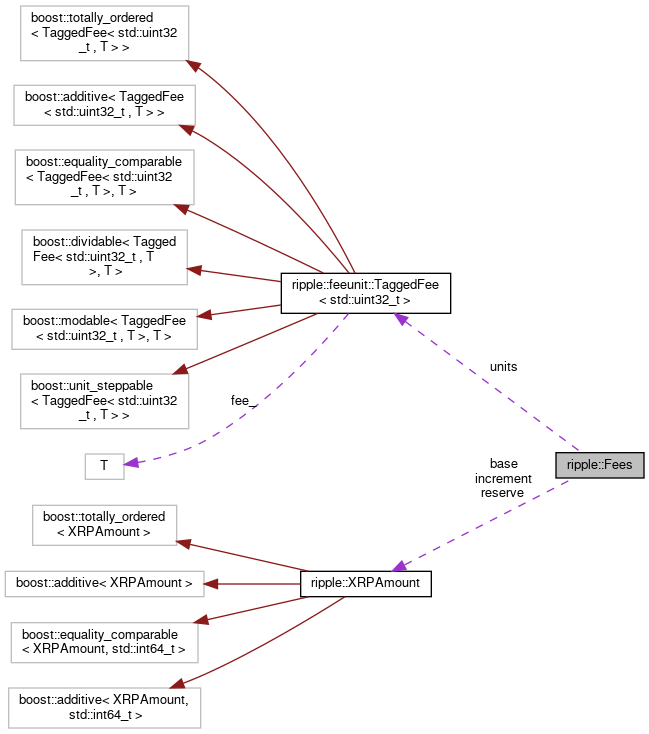 boost::totally_ordered
< TaggedFee< std::uint32
_t , T > >
boost::additive< TaggedFee
< std::uint32_t , T > >
boost::equality_comparable
< TaggedFee< std::uint32
_t , T >, T >
boost::dividable< Tagged
Fee< std::uint32_t , T
>, T >
ripple::feeunit::TaggedFee
< std::uint32_t >
boost::modable< TaggedFee
< std::uint32_t , T >, T >
units
boost::unit_steppable
< TaggedFee< std::uint32
_t , T > >
fee_
T
base
increment
reserve
ripple::Fees
boost::totally_ordered
< XRPAmount >
boost::additive< XRPAmount >
ripple::XRPAmount
boost::equality_comparable
< XRPAmount, std::int64_t >
boost::additive< XRPAmount,
std::int64_t >